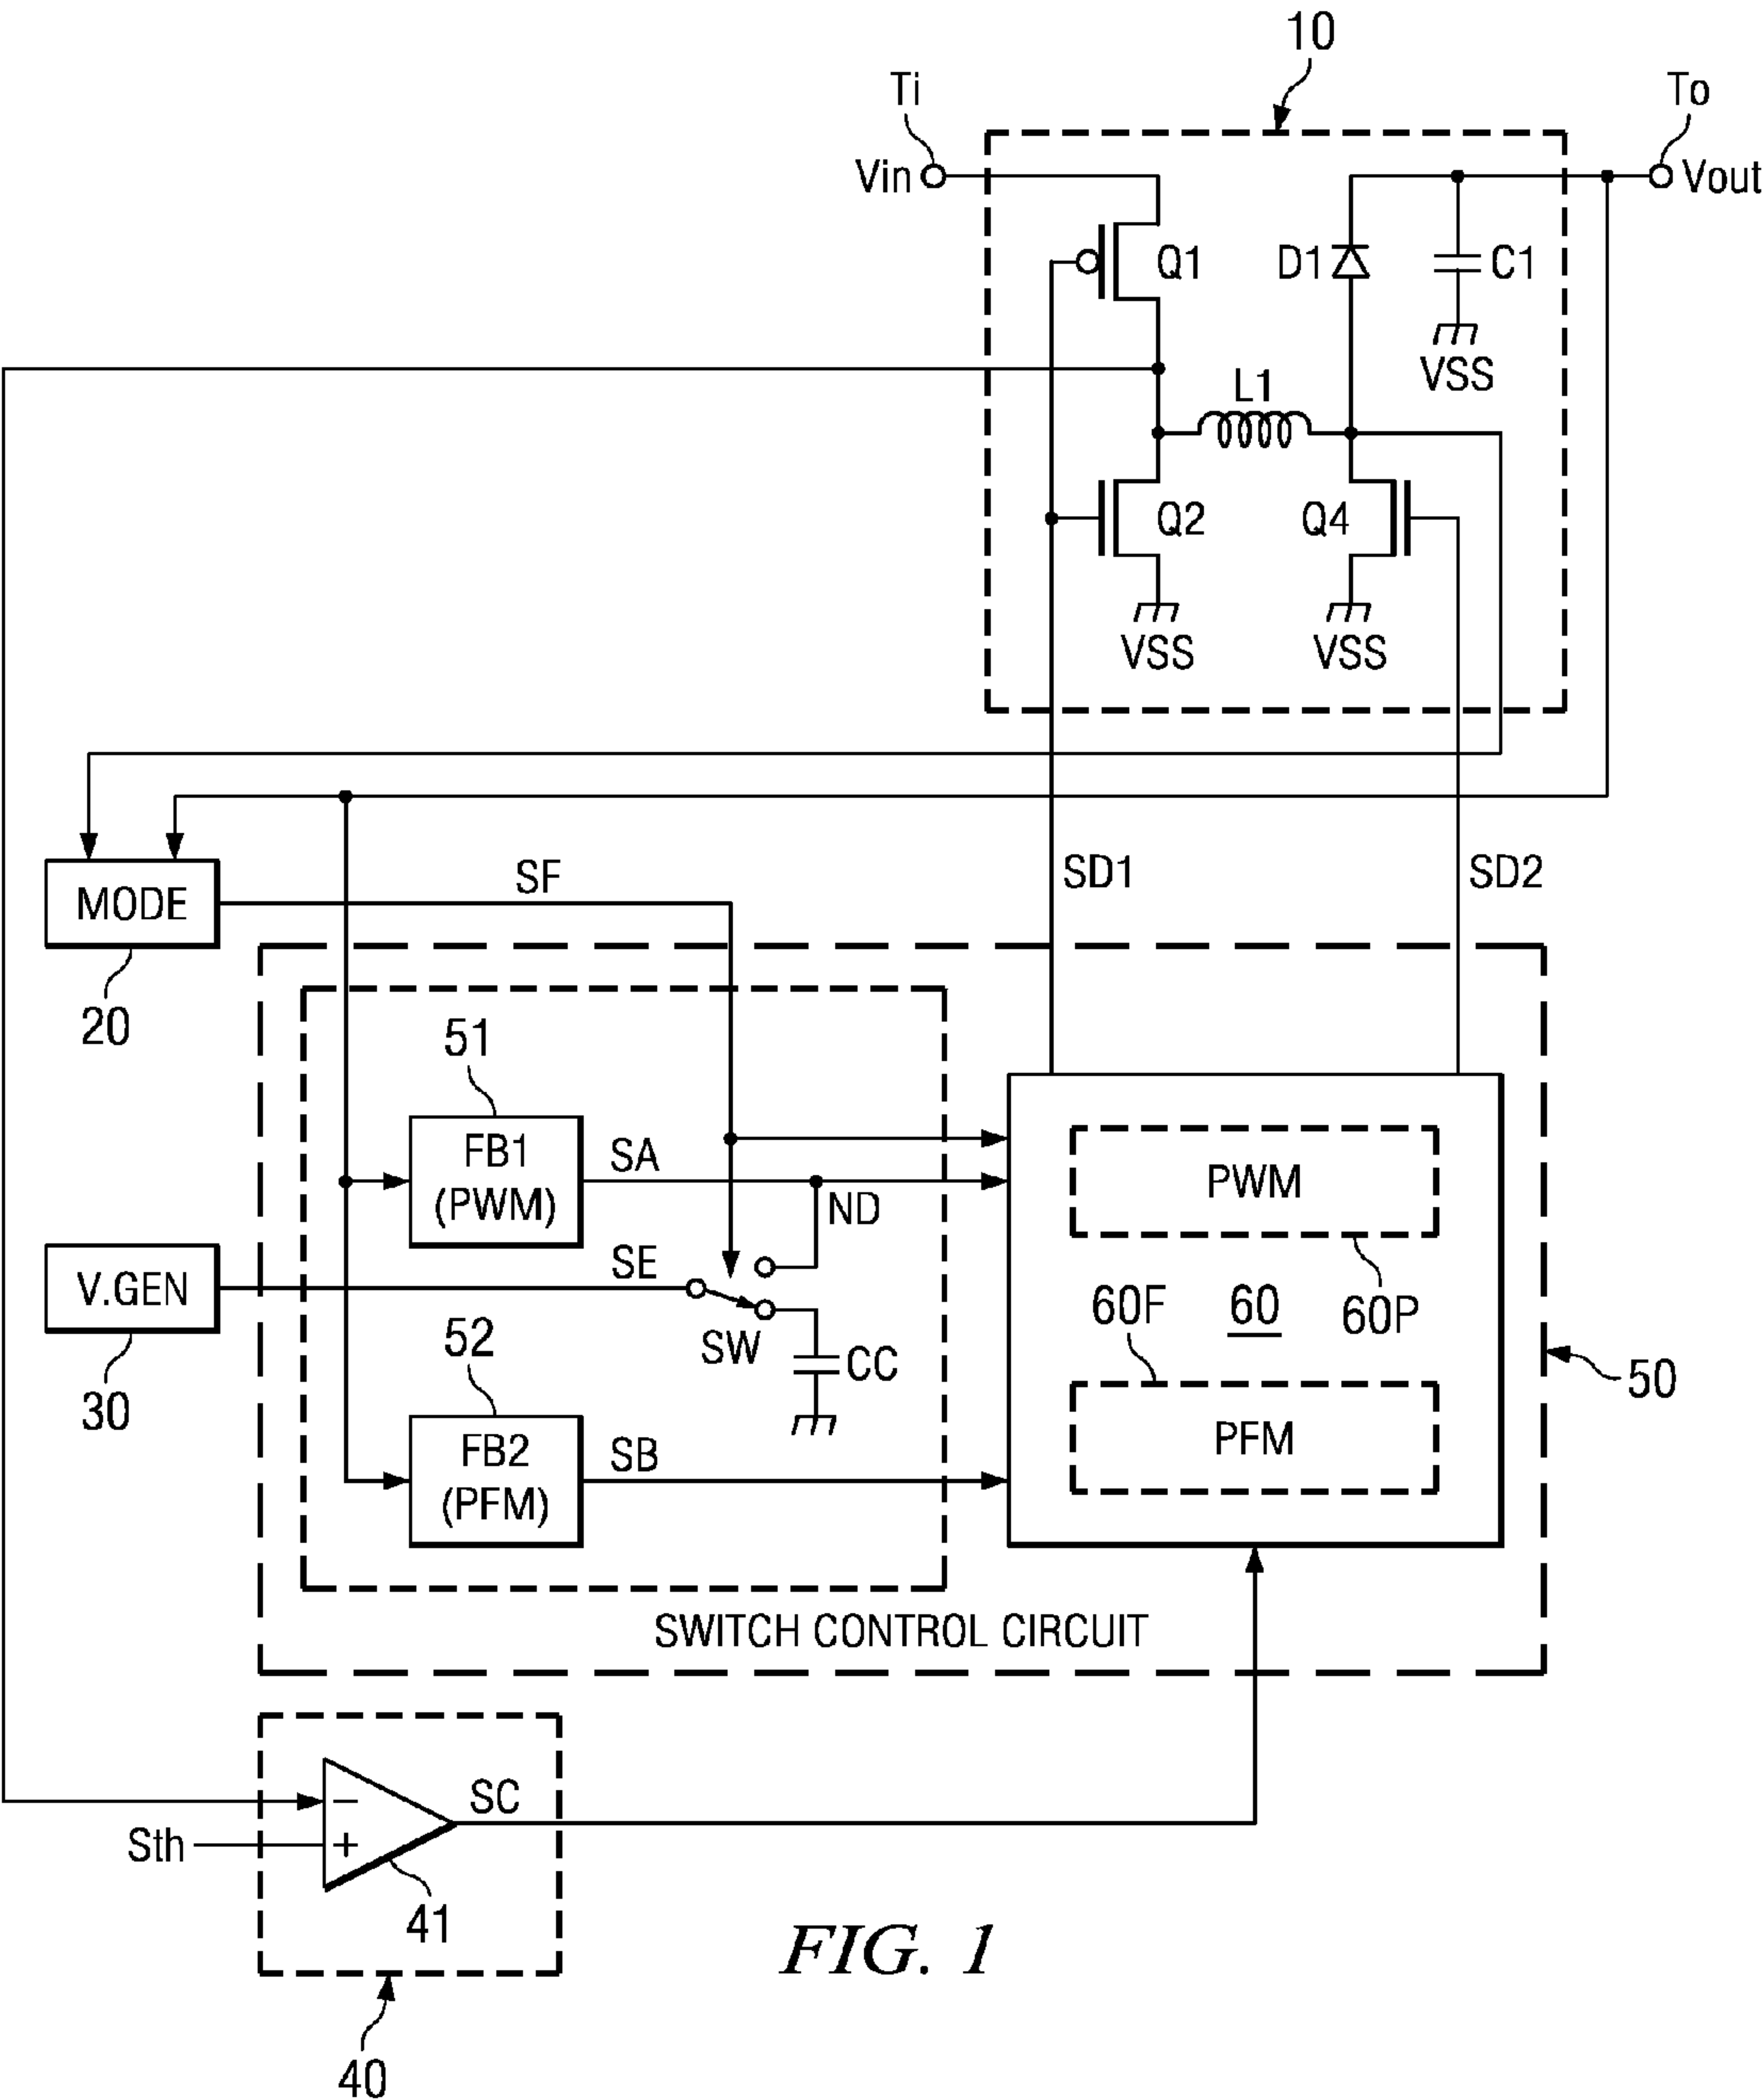 10
Ti
To
Vin
Vout
Q1
D1
C1
VSS
L1
Q2
Q4
VSS
VSS
MODE
SF
SD1
SD2
20
51
FB1
(PWM)
SA
ND
PWM
V.GEN
SE
60F
60
60P
30
52
SW
CC
50
FB2
(PFM)
SB
PFM
SWITCH CONTROL CIRCUIT
Sth
−
+
SC
41
40
FIG. 1